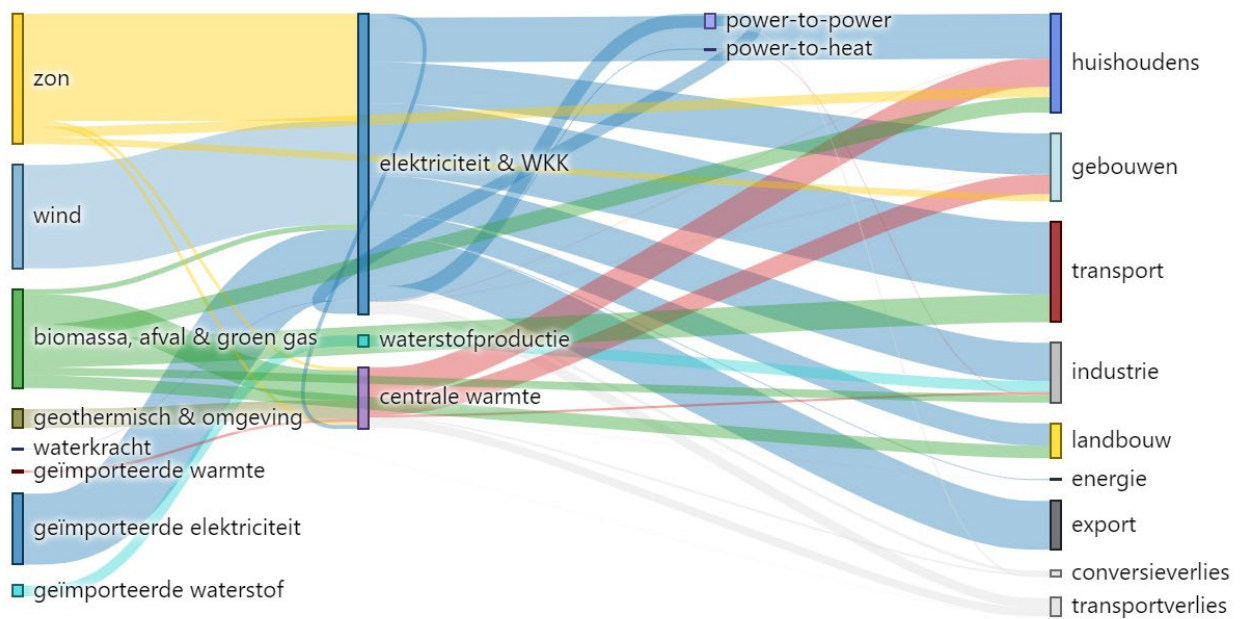 zon
wind
biomassa, afval & groen gas
geothermisch & omgeving
waterkracht
geïmporteerde warmte
geïmporteerde elektriciteit
geïmporteerde waterstof
elektriciteit & WKK
waterstofproductie
centrale warmte
power-to-power
power-to-heat
huishoudens
gebouwen
transport
industrie
landbouw
energie
export
conversieverlies
transportverlies